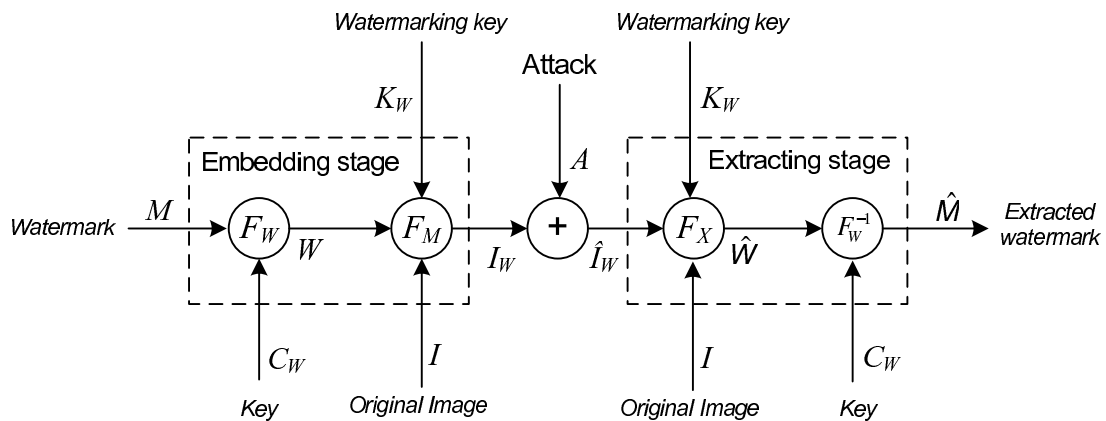 Watermarking key
Watermarking key
Attack
K_W
K_W
A
Embedding stage
Extracting stage
Watermark
M
F_W
W
F_M
I_W
+
Î_W
F_X
Ŵ
F_W^{-1}
M̂
Extracted
watermark
C_W
I
I
C_W
Key
Original Image
Original Image
Key